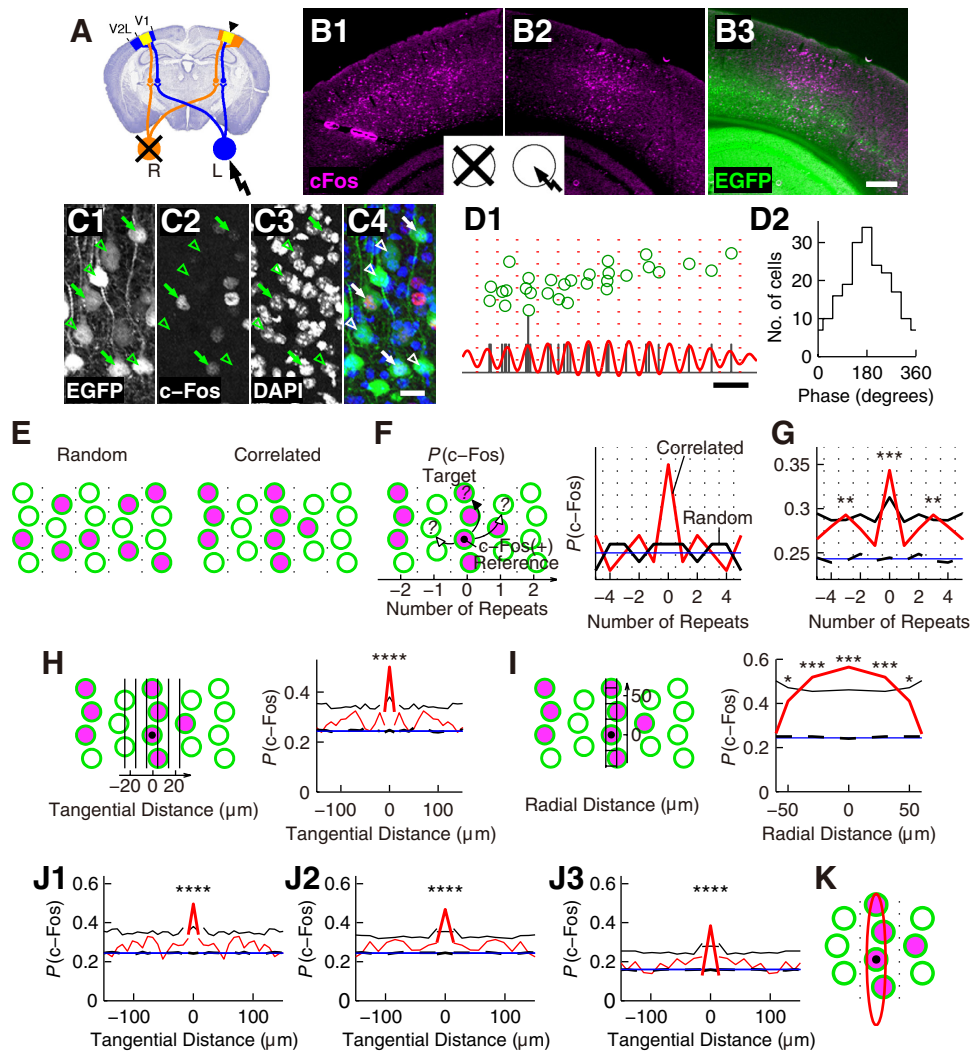 A
V2L
V1
R
L
B1
B2
B3
cFos
EGFP
C1
C2
C3
C4
EGFP
c-Fos
DAPI
D1
D2
No. of cells
30
20
10
0
0
180
360
Phase (degrees)
E
Random
Correlated
F
P(c-Fos)
Target
?
?
?
c-Fos(+)
Reference
-2 -1 0 1 2
Number of Repeats
P(c-Fos)
Correlated
Random
-4 -2 0 2 4
Number of Repeats
G
0.35
0.3
0.25
***
** **
-4 -2 0 2 4
Number of Repeats
H
-20 0 20
Tangential Distance (µm)
P(c-Fos)
0.4
0.2
0
****
-100 0 100
Tangential Distance (µm)
I
50
0
Radial Distance (µm)
P(c-Fos)
0.6
0.4
0.2
0
* *** *** *** *
-50 0 50
Radial Distance (µm)
J1
P(c-Fos)
0.6
0.4
0.2
0
****
-100 0 100
Tangential Distance (µm)
J2
P(c-Fos)
0.6
0.4
0.2
0
****
-100 0 100
Tangential Distance (µm)
J3
P(c-Fos)
0.6
0.4
0.2
0
****
-100 0 100
Tangential Distance (µm)
K